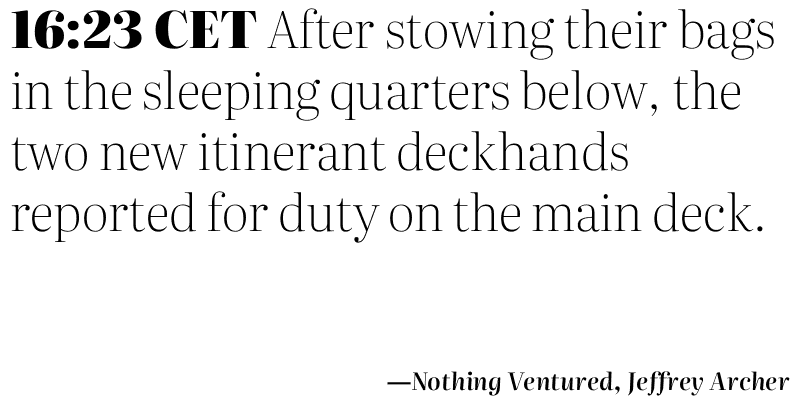 16:23 CET After stowing their bags
in the sleeping quarters below, the
two new itinerant deckhands
reported for duty on the main deck.
—Nothing Ventured, Jeffrey Archer